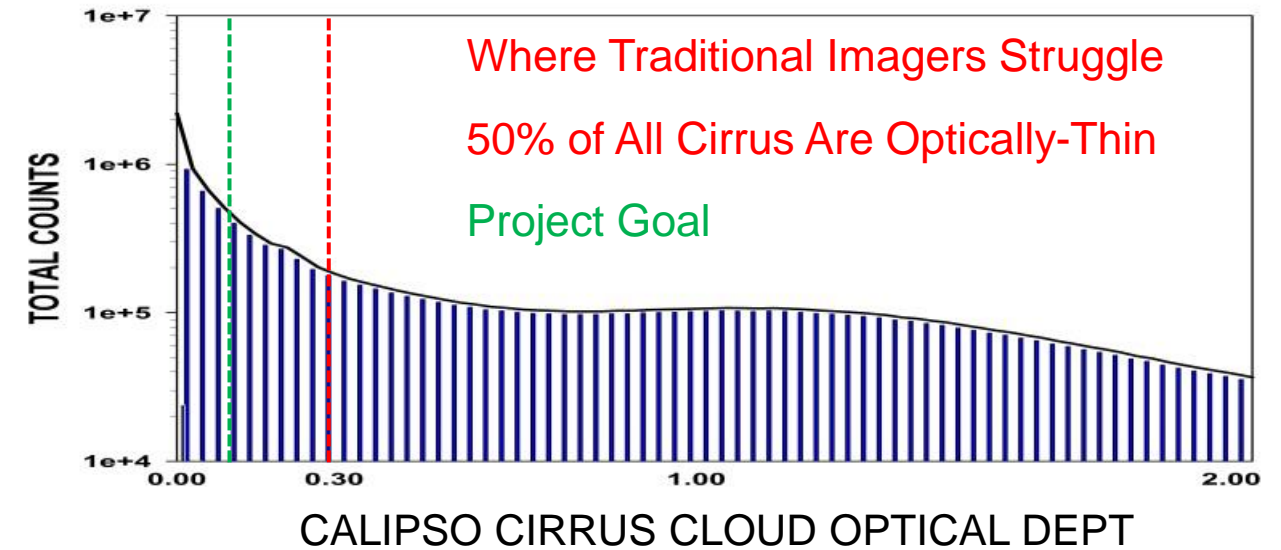 1e+7
Where Traditional Imagers Struggle
50% of All Cirrus Are Optically-Thin
1e+6
Project Goal
TOTAL COUNTS
1e+5
1e+4
0.00 0.30 1.00 2.00
CALIPSO CIRRUS CLOUD OPTICAL DEPT